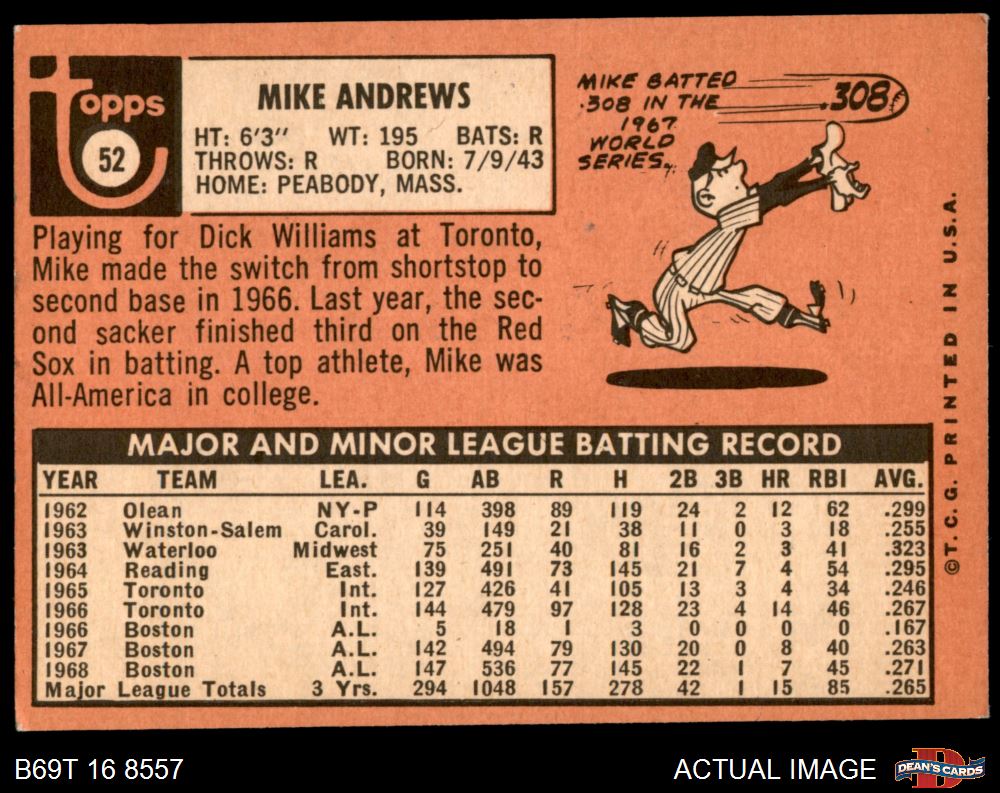 Topps
52
MIKE ANDREWS
HT: 6'3" WT: 195 BATS: R
THROWS: R BORN: 7/9/43
HOME: PEABODY, MASS.
MIKE BATTED
.308 IN THE
1967
WORLD
SERIES.
.308
Playing for Dick Williams at Toronto,
Mike made the switch from shortstop to
second base in 1966. Last year, the sec-
ond sacker finished third on the Red
Sox in batting. A top athlete, Mike was
All-America in college.
MAJOR AND MINOR LEAGUE BATTING RECORD
YEAR TEAM LEA. G AB R H 2B 3B HR RBI AVG.
1962 Olean NY-P 114 398 89 119 24 2 12 62 .299
1963 Winston-Salem Carol. 39 149 21 38 11 0 3 18 .255
1963 Waterloo Midwest 75 251 40 81 16 2 3 41 .323
1964 Reading East. 139 491 73 145 21 7 4 54 .295
1965 Toronto Int. 127 426 41 105 13 3 4 34 .246
1966 Toronto Int. 144 479 97 128 23 4 14 46 .267
1966 Boston A.L. 5 18 1 3 0 0 0 0 .167
1967 Boston A.L. 142 494 79 130 20 0 8 40 .263
1968 Boston A.L. 147 536 77 145 22 1 7 45 .271
Major League Totals 3 Yrs. 294 1048 157 278 42 1 15 85 .265
©T.C.G. PRINTED IN U.S.A.
B69T 16 8557
ACTUAL IMAGE
DEAN'S CARDS